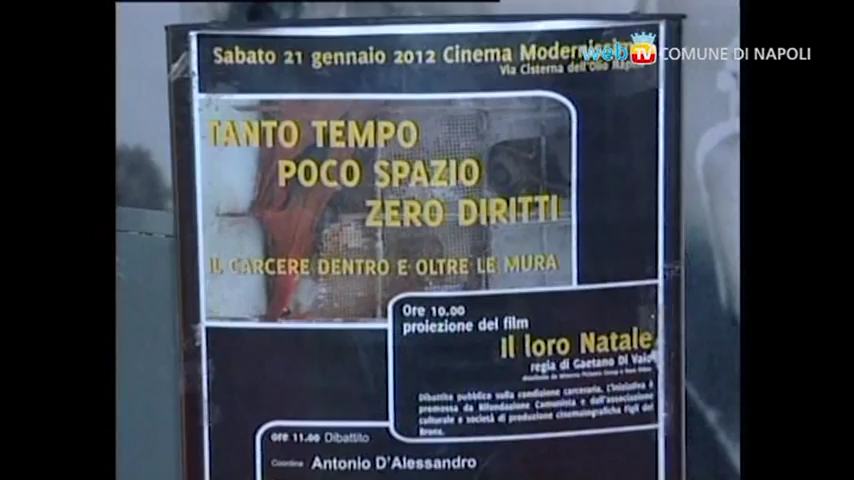 Sabato 21 gennaio 2012 Cinema Modernissimo
Via Cisterna dell'Olio Napoli
web TV COMUNE DI NAPOLI
TANTO TEMPO
POCO SPAZIO
ZERO DIRITTI
IL CARCERE DENTRO E OLTRE LE MURA
Ore 10.00
proiezione del film
Il loro Natale
regia di Gaetano Di Vaio
Dibattito pubblico sulla condizione carceraria. L'iniziativa è
promossa da Rifondazione Comunista e dall'associazione
culturale e società di produzione cinematografiche Figli del
Bronx.
ore 11.00 Dibattito
Coordina Antonio D'Alessandro